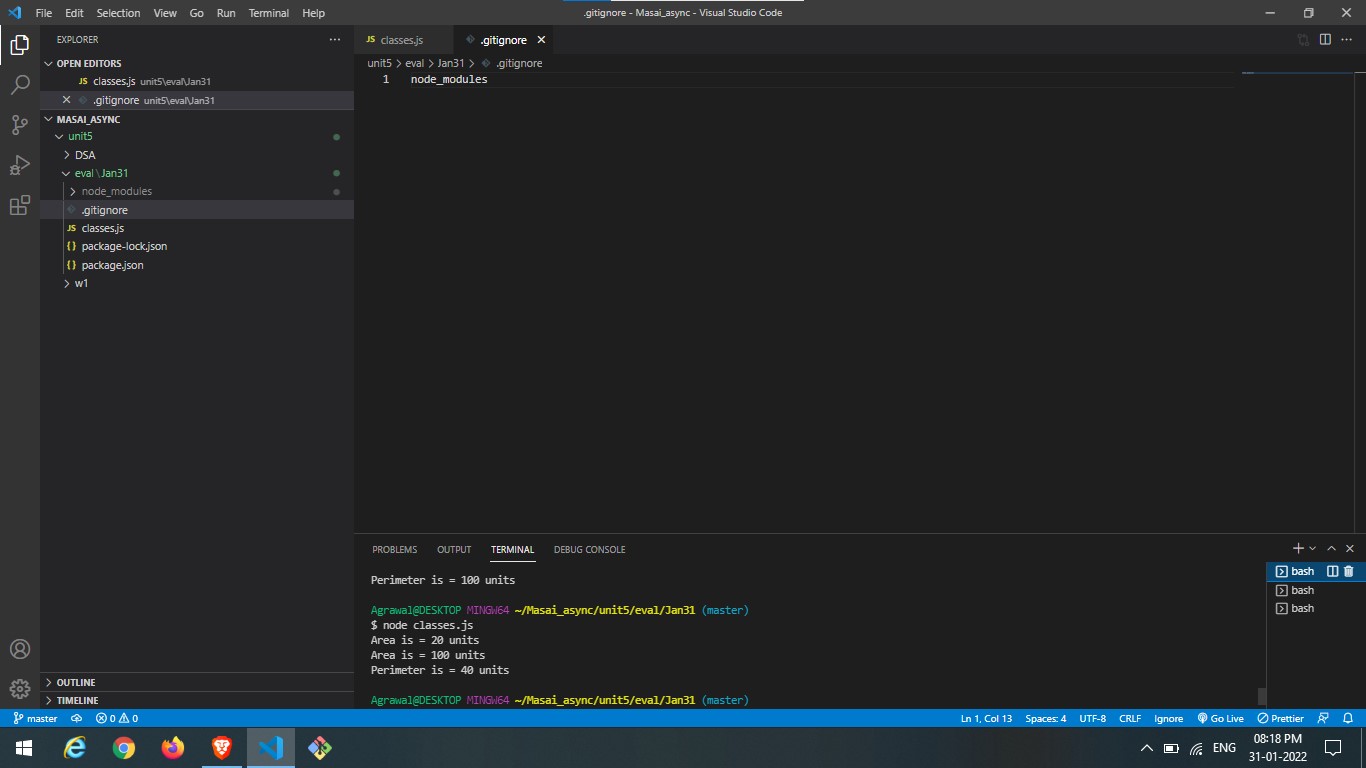 File Edit Selection View Go Run Terminal Help
.gitignore - Masai_async - Visual Studio Code
EXPLORER
OPEN EDITORS
JS classes.js unit5\eval\Jan31
.gitignore unit5\eval\Jan31
MASAI_ASYNC
unit5
DSA
eval\Jan31
node_modules
.gitignore
JS classes.js
{} package-lock.json
{} package.json
w1
OUTLINE
TIMELINE
JS classes.js .gitignore
unit5 > eval > Jan31 > .gitignore
1 node_modules
PROBLEMS OUTPUT TERMINAL DEBUG CONSOLE
Perimeter is = 100 units
Agrawal@DESKTOP MINGW64 ~/Masai_async/unit5/eval/Jan31 (master)
$ node classes.js
Area is = 20 units
Area is = 100 units
Perimeter is = 40 units
Agrawal@DESKTOP MINGW64 ~/Masai_async/unit5/eval/Jan31 (master)
bash
bash
bash
master 0 0 Ln 1, Col 13 Spaces: 4 UTF-8 CRLF Ignore Go Live Prettier
ENG
08:18 PM
31-01-2022